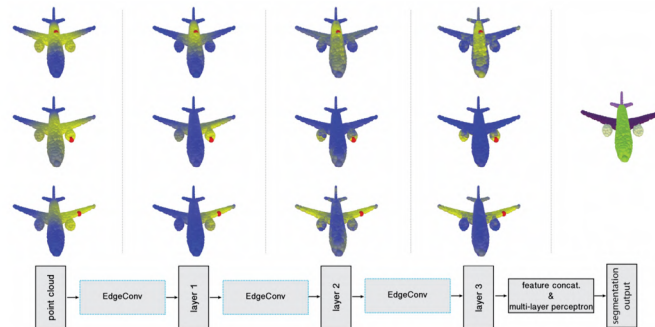 point cloud
EdgeConv
layer 1
EdgeConv
layer 2
EdgeConv
layer 3
feature concat.
&
multi-layer perceptron
segmentation
output